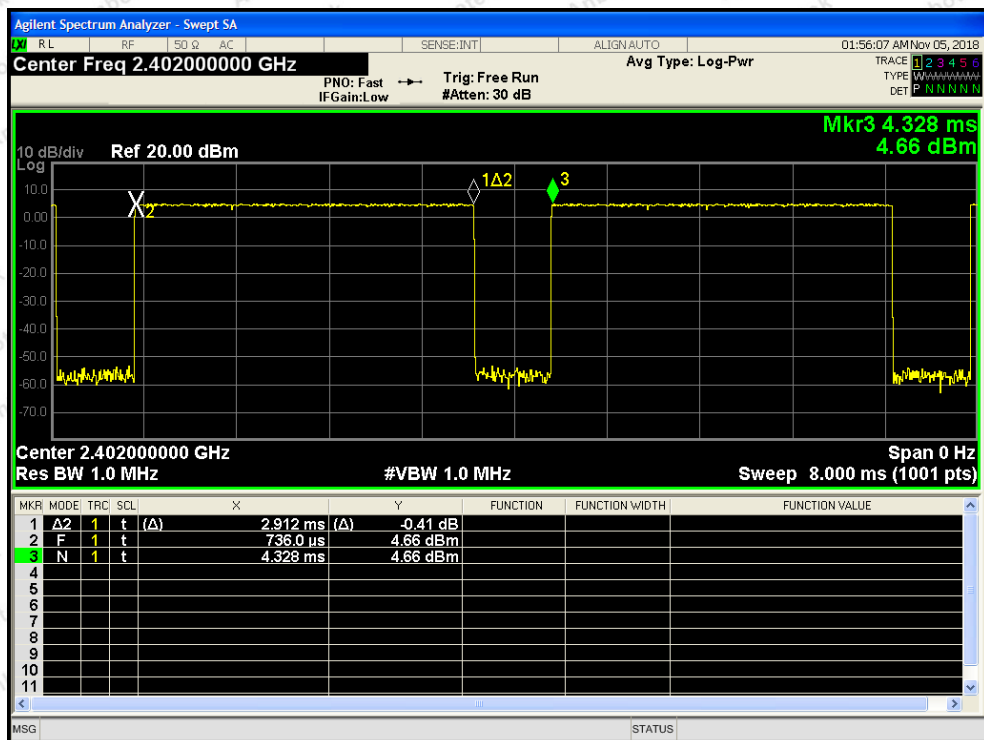 Agilent Spectrum Analyzer - Swept SA
LXI RL RF 50 Ω AC SENSE:INT ALIGN AUTO 01:56:07 AM Nov 05, 2018
Center Freq 2.402000000 GHz
PNO: Fast
IFGain:Low
Trig: Free Run
#Atten: 30 dB
Avg Type: Log-Pwr
TRACE 1 2 3 4 5 6
TYPE W
DET P N N N N N
Mkr3 4.328 ms
4.66 dBm
10 dB/div Ref 20.00 dBm
Log
10.0
0.00
-10.0
-20.0
-30.0
-40.0
-50.0
-60.0
-70.0
2
1Δ2
3
Center 2.402000000 GHz Span 0 Hz
Res BW 1.0 MHz #VBW 1.0 MHz Sweep 8.000 ms (1001 pts)
MKR MODE TRC SCL X Y FUNCTION FUNCTION WIDTH FUNCTION VALUE
1 Δ2 1 t (Δ) 2.912 ms (Δ) -0.41 dB
2 F 1 t 736.0 µs 4.66 dBm
3 N 1 t 4.328 ms 4.66 dBm
4
5
6
7
8
9
10
11
MSG STATUS